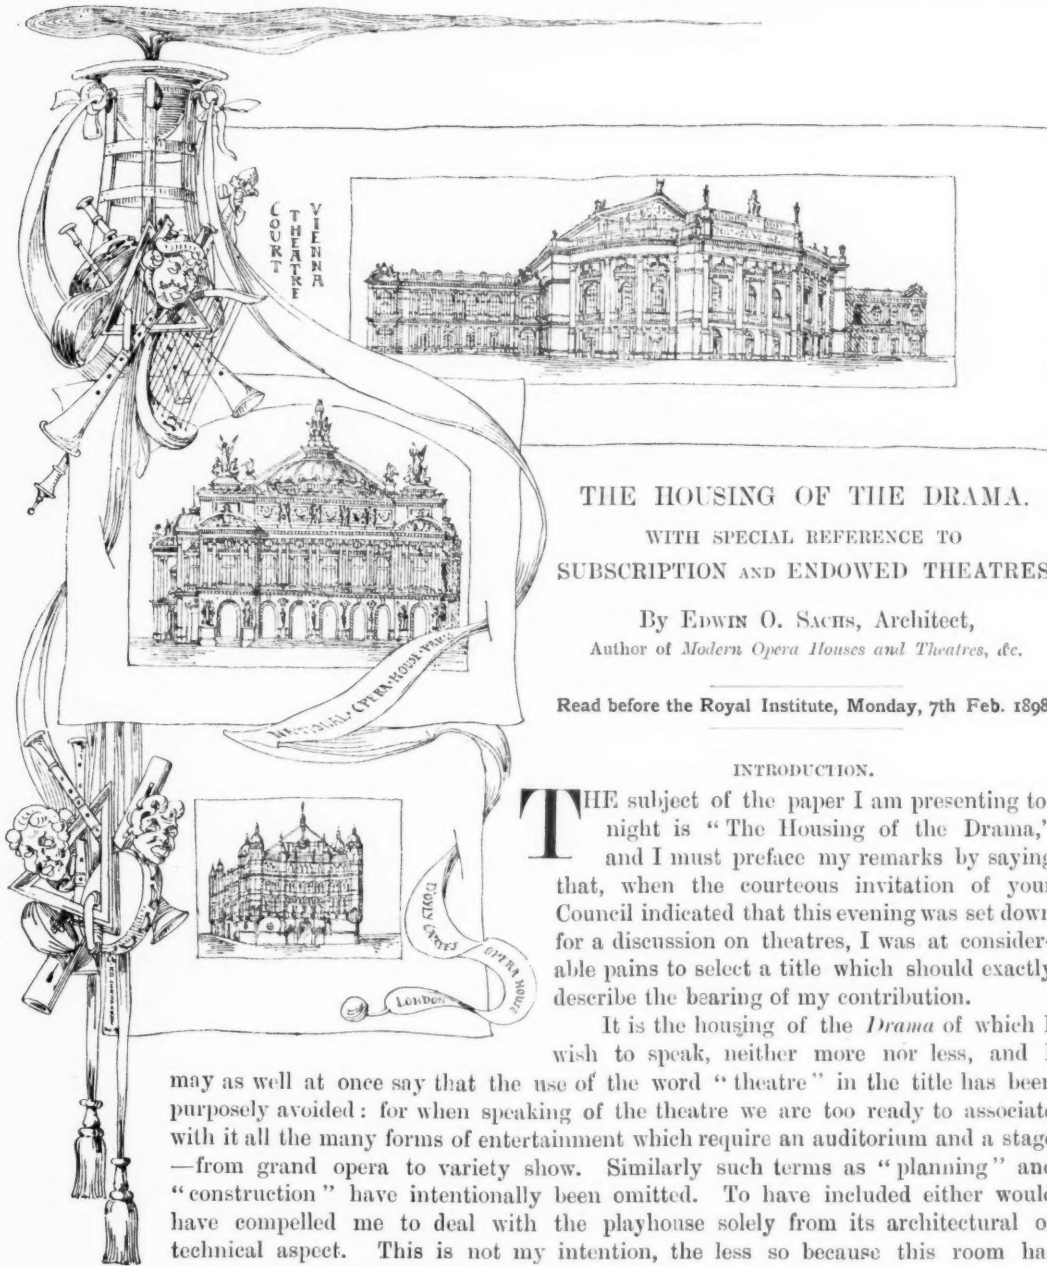 COURT
THEATRE
VIENNA
NATIONAL·OPERA·HOUSE·PARIS
D'OYLY CARTE'S
OPERA HOUSE
LONDON
THE HOUSING OF THE DRAMA.
WITH SPECIAL REFERENCE TO
SUBSCRIPTION AND ENDOWED THEATRES
By EDWIN O. SACHS, Architect,
Author of Modern Opera Houses and Theatres, &c.
Read before the Royal Institute, Monday, 7th Feb. 1898
INTRODUCTION.
THE subject of the paper I am presenting to-
night is “ The Housing of the Drama,”
and I must preface my remarks by saying
that, when the courteous invitation of your
Council indicated that this evening was set down
for a discussion on theatres, I was at consider-
able pains to select a title which should exactly
describe the bearing of my contribution.
It is the housing of the Drama of which I
wish to speak, neither more nor less, and I
may as well at once say that the use of the word “ theatre ” in the title has been
purposely avoided : for when speaking of the theatre we are too ready to associat
with it all the many forms of entertainment which require an auditorium and a stage
—from grand opera to variety show. Similarly such terms as “ planning ” and
“ construction ” have intentionally been omitted. To have included either would
have compelled me to deal with the playhouse solely from its architectural o
technical aspect. This is not my intention, the less so because this room ha